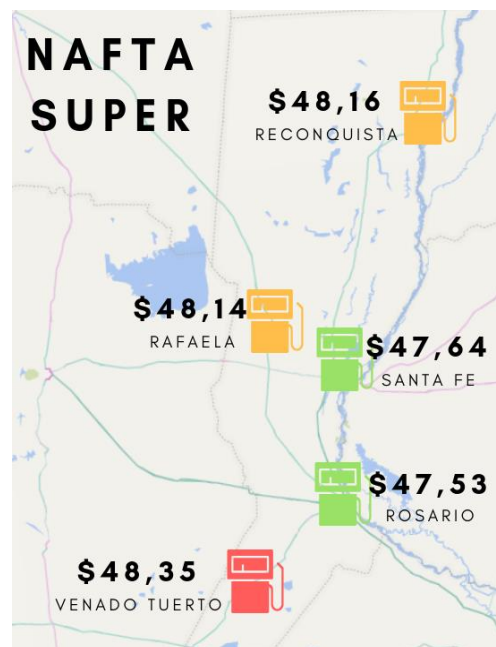 NAFTA
SUPER
$48,16
RECONQUISTA
$48,14
RAFAELA
$47,64
SANTA FE
$47,53
ROSARIO
$48,35
VENADO TUERTO